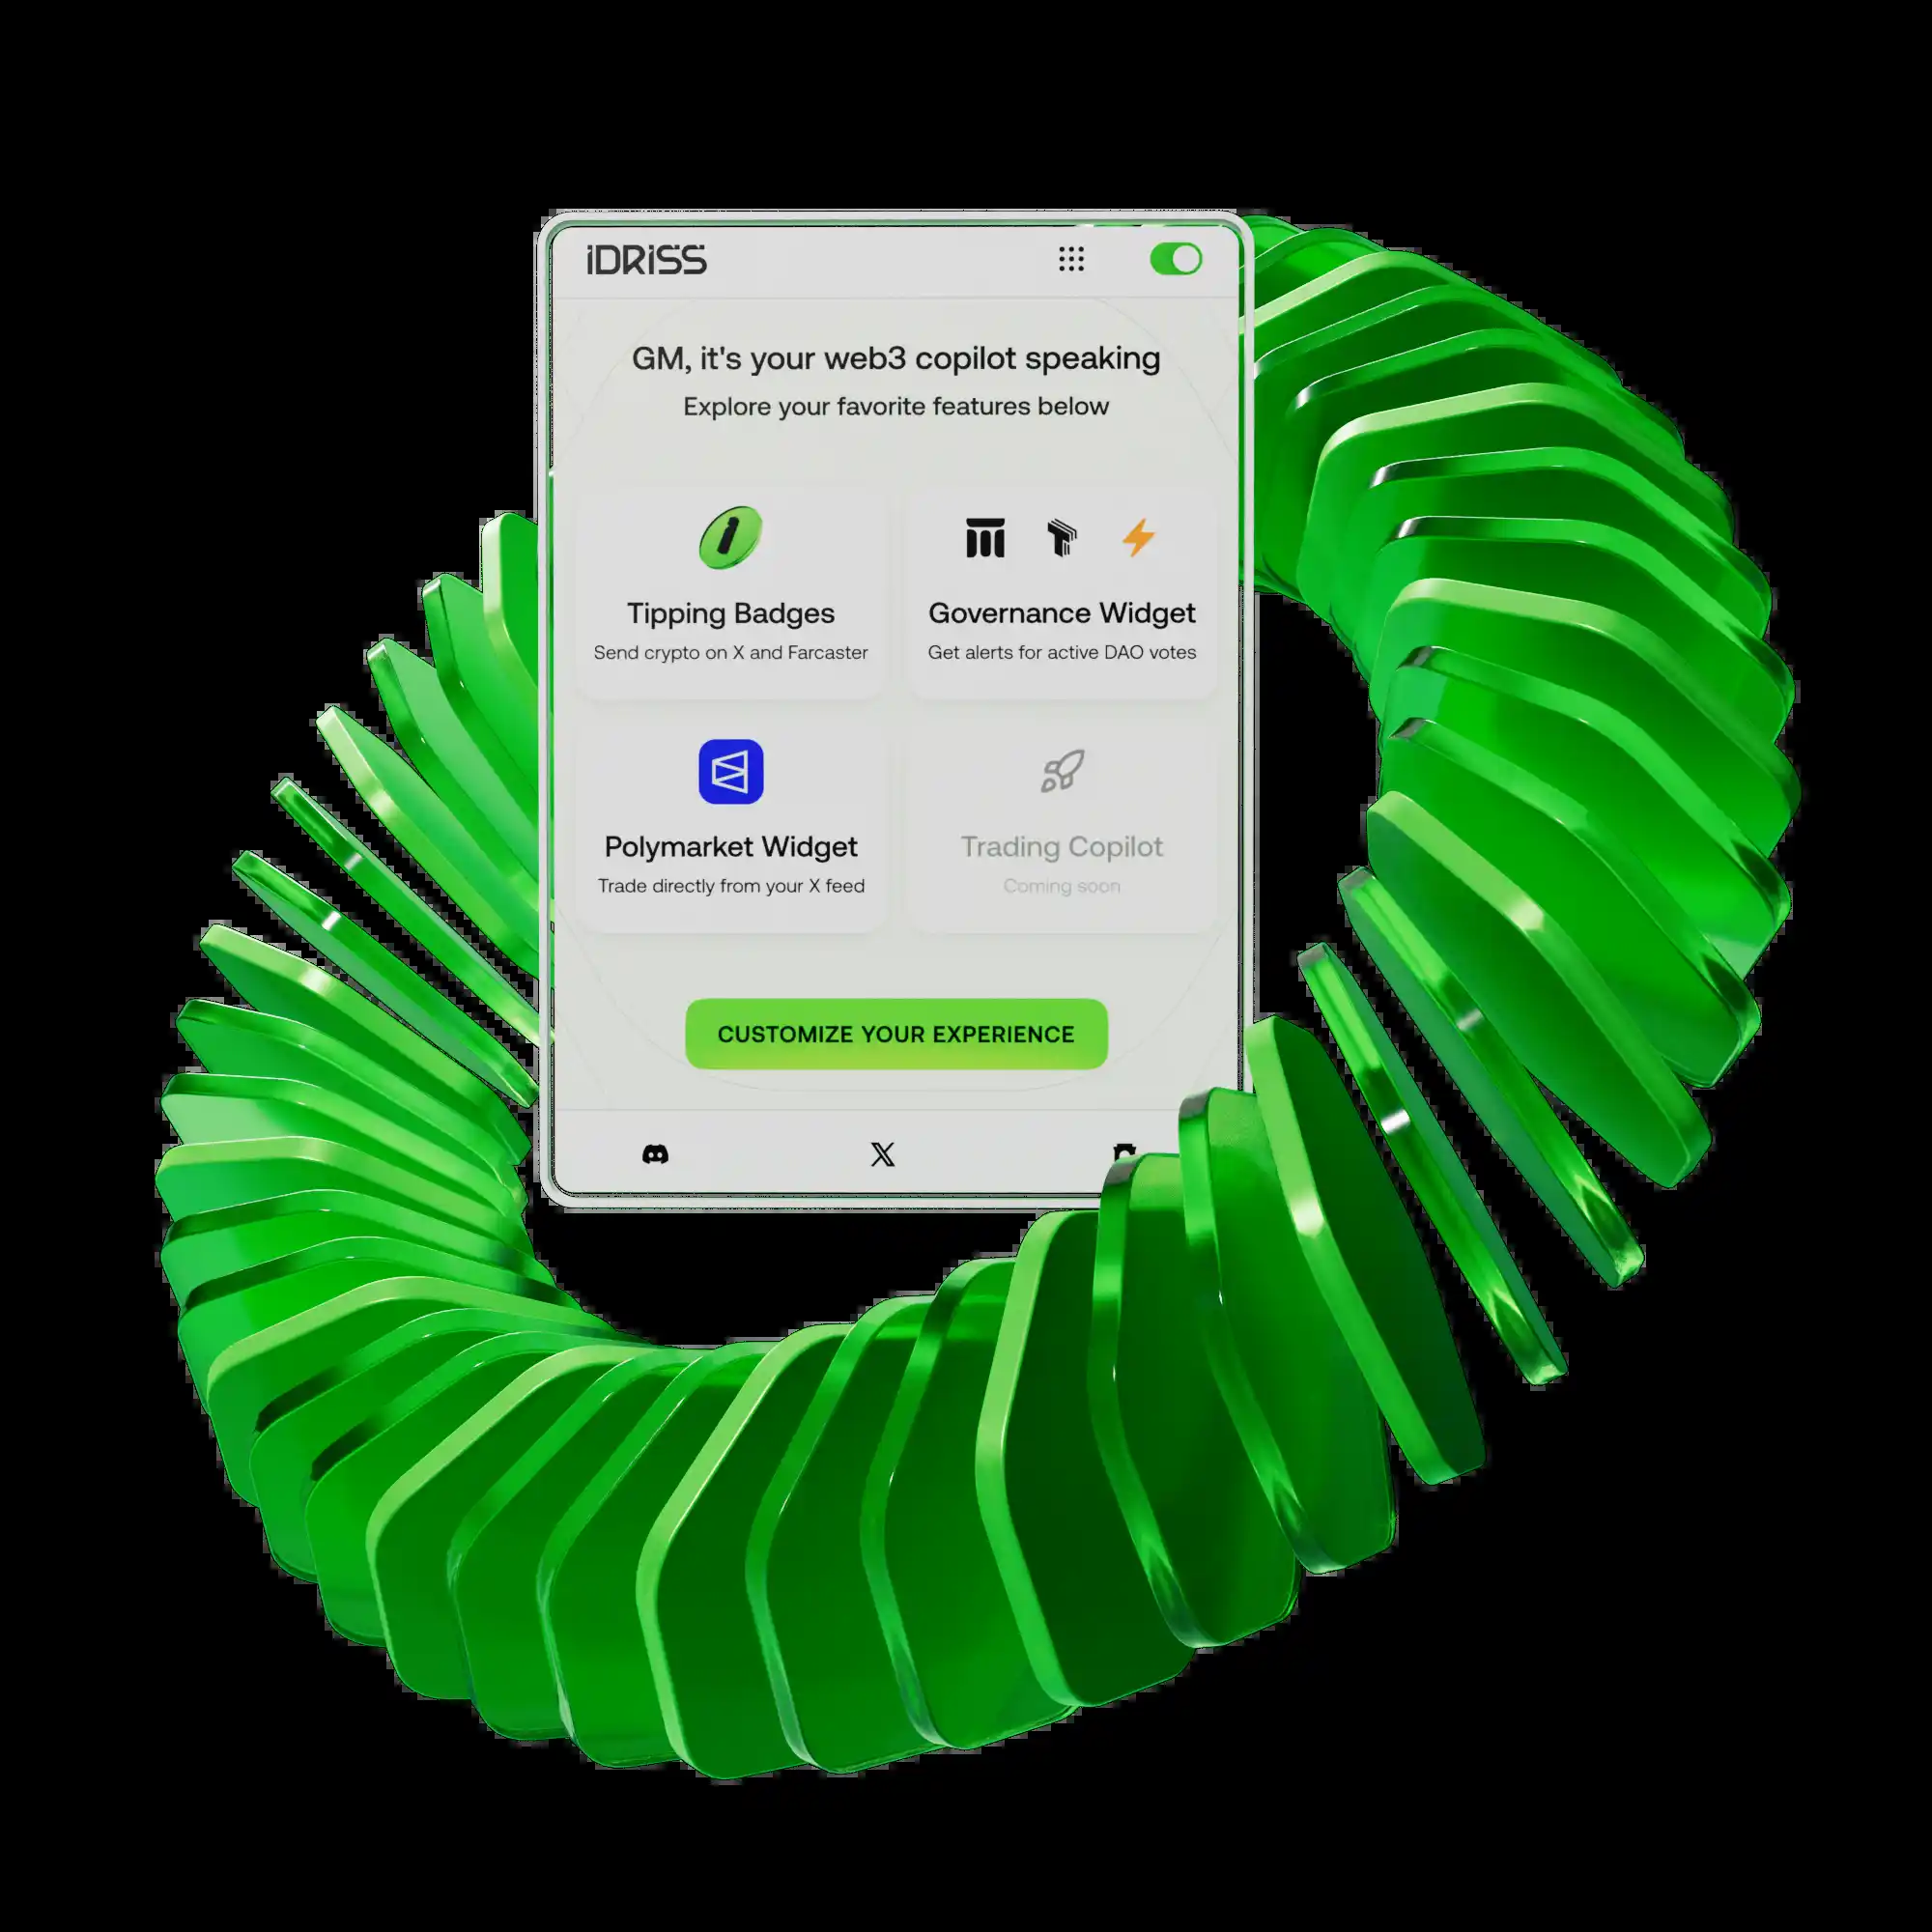 iDRiSS
GM, it's your web3 copilot speaking
Explore your favorite features below
Tipping Badges
Send crypto on X and Farcaster
Governance Widget
Get alerts for active DAO votes
Polymarket Widget
Trade directly from your X feed
Trading Copilot
Coming soon
CUSTOMIZE YOUR EXPERIENCE